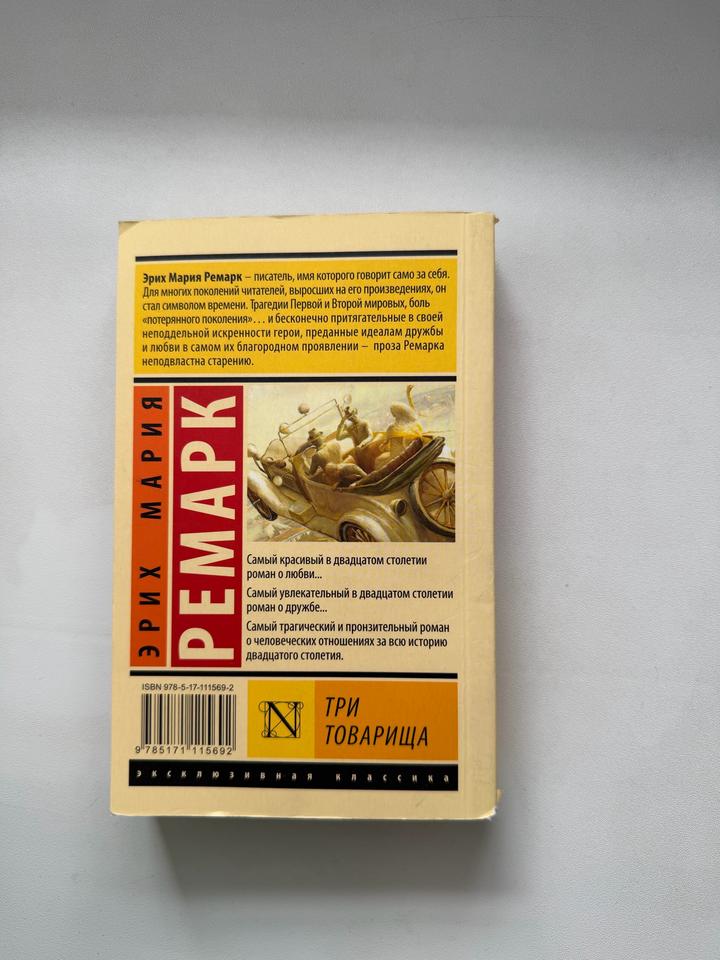 Эрих Мария Ремарк – писатель, имя которого говорит само за себя.
Для многих поколений читателей, выросших на его произведениях, он
стал символом времени. Трагедии Первой и Второй мировых, боль
«потерянного поколения»… и бесконечно притягательные в своей
неподдельной искренности герои, преданные идеалам дружбы
и любви в самом их благородном проявлении – проза Ремарка
неподвластна старению.
ЭРИХ МАРИЯ
РЕМАРК
Самый красивый в двадцатом столетии
роман о любви...
Самый увлекательный в двадцатом столетии
роман о дружбе...
Самый трагический и пронзительный роман
о человеческих отношениях за всю историю
двадцатого столетия.
ISBN 978-5-17-111569-2
9 785171 115692
N
ТРИ
ТОВАРИЩА
эксклюзивная классика